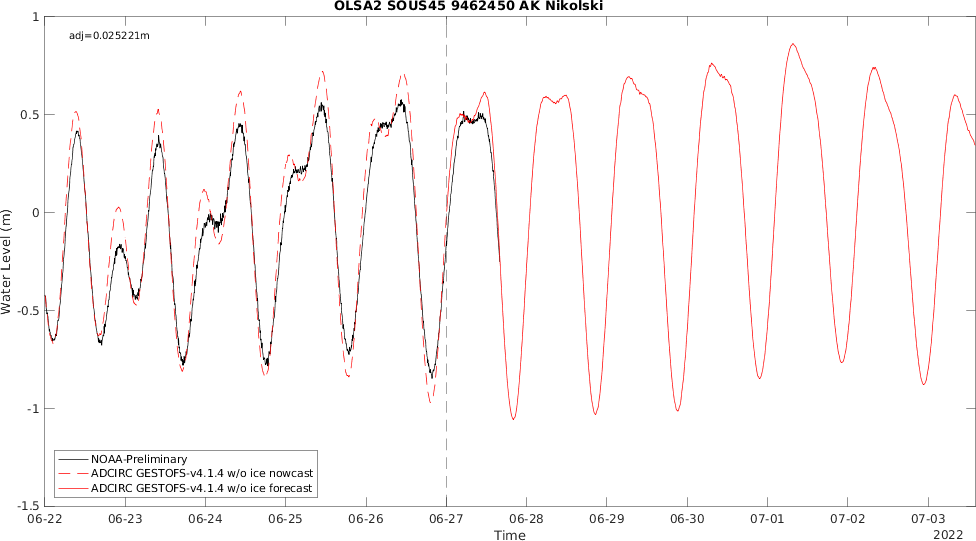 OLSA2 SOUS45 9462450 AK Nikolski
adj=0.025221m
1
0.5
0
-0.5
-1
-1.5
Water Level (m)
NOAA-Preliminary
ADCIRC GESTOFS-v4.1.4 w/o ice nowcast
ADCIRC GESTOFS-v4.1.4 w/o ice forecast
06-22 06-23 06-24 06-25 06-26 06-27 06-28 06-29 06-30 07-01 07-02 07-03
Time
2022